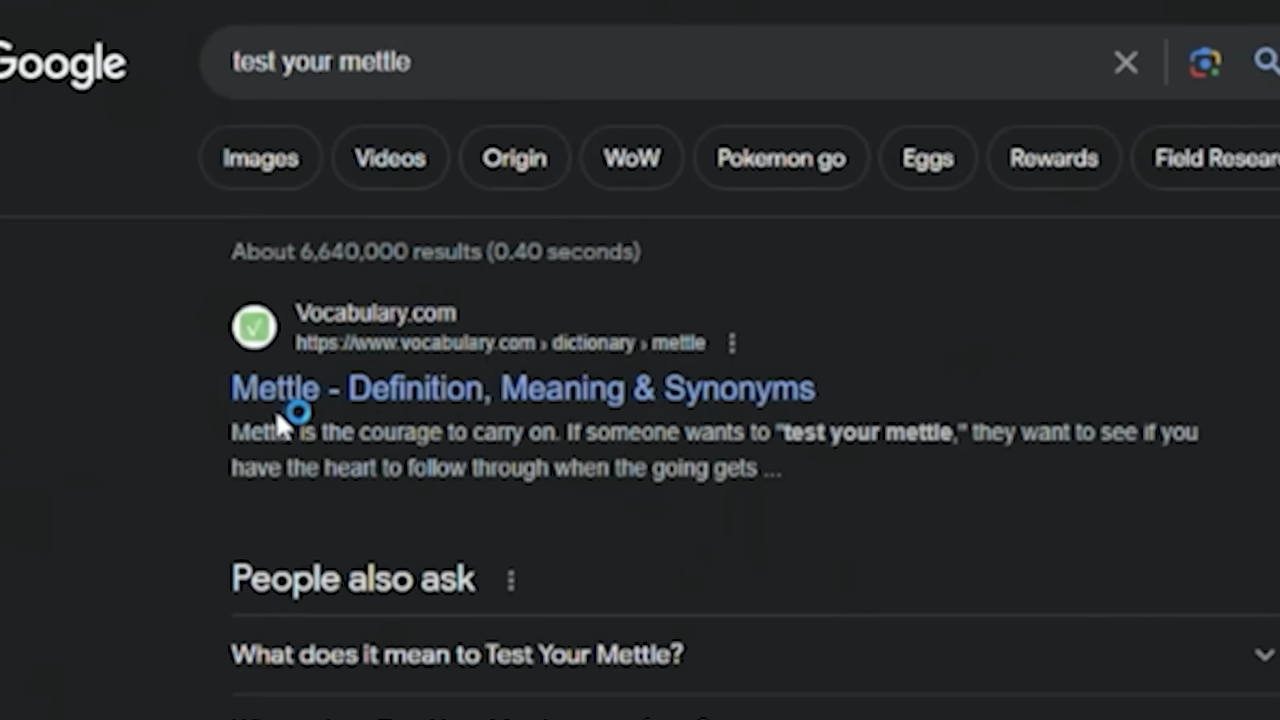 Google
test your mettle
Images Videos Origin WoW Pokemon go Eggs Rewards Field Resear
About 6,640,000 results (0.40 seconds)
Vocabulary.com
https://www.vocabulary.com › dictionary › mettle
Mettle - Definition, Meaning & Synonyms
Mettle is the courage to carry on. If someone wants to "test your mettle," they want to see if you
have the heart to follow through when the going gets ...
People also ask
What does it mean to Test Your Mettle?